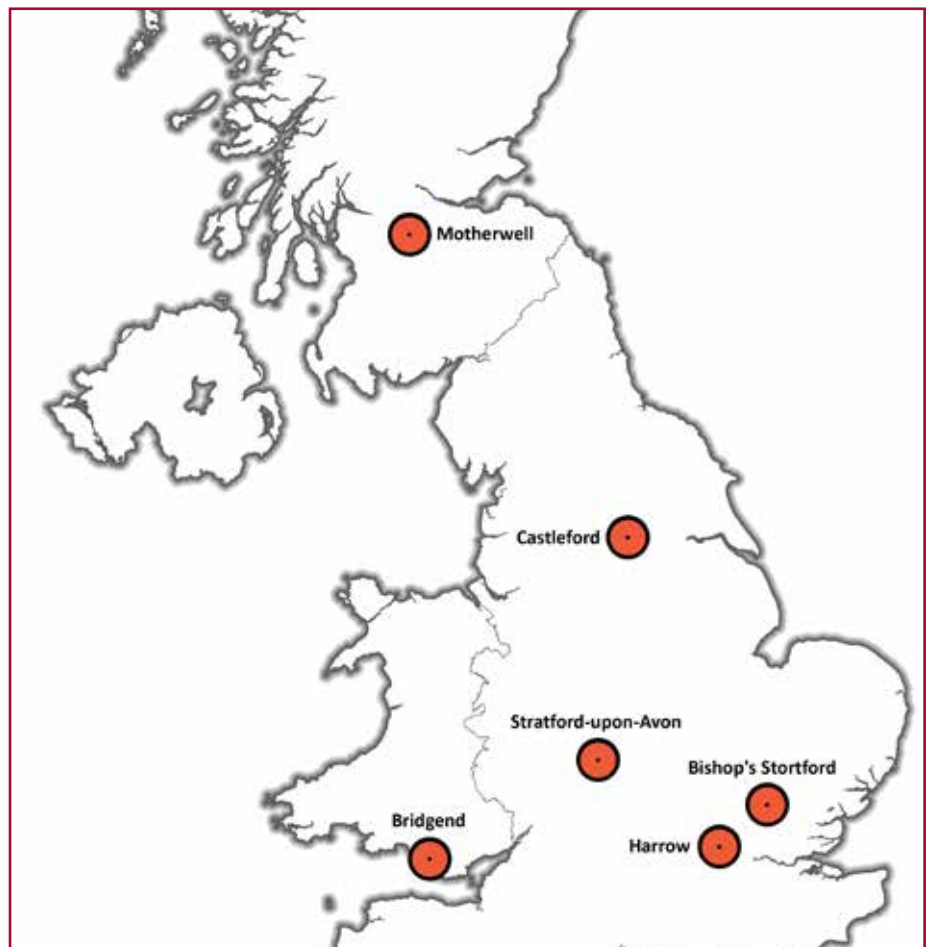 Motherwell
Castleford
Stratford-upon-Avon
Bishop's Stortford
Bridgend
Harrow